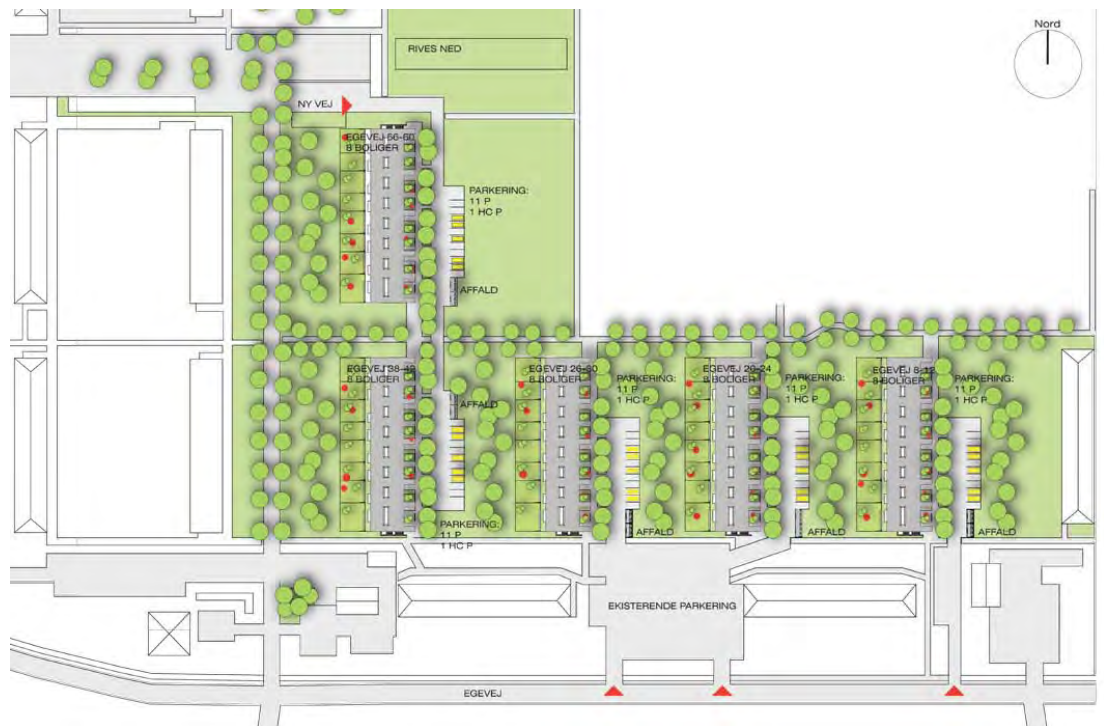 Nord
RIVES NED
NY VEJ
EGEVEJ 56-60
8 BOLIGER
PARKERING:
11 P
1 HC P
AFFALD
EGEVEJ 38-42
8 BOLIGER
AFFALD
PARKERING:
11 P
1 HC P
EGEVEJ 26-30
8 BOLIGER
PARKERING:
11 P
1 HC P
AFFALD
EGEVEJ 20-24
8 BOLIGER
PARKERING:
11 P
1 HC P
AFFALD
EGEVEJ 8-12
8 BOLIGER
PARKERING:
11 P
1 HC P
AFFALD
EKISTERENDE PARKERING
EGEVEJ